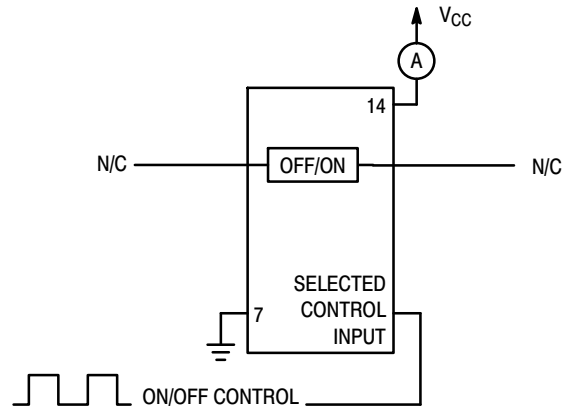 VCC
A
14
N/C
OFF/ON
N/C
SELECTED
CONTROL
INPUT
7
ON/OFF CONTROL